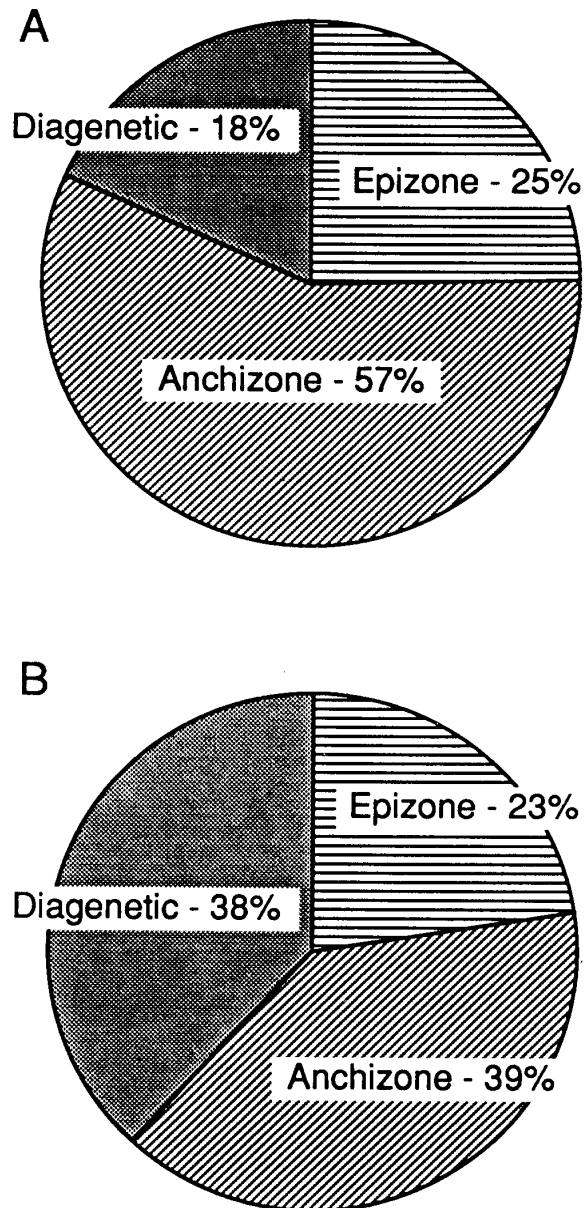 A
Diagenetic - 18%
Epizone - 25%
Anchizone - 57%
B
Epizone - 23%
Diagenetic - 38%
Anchizone - 39%